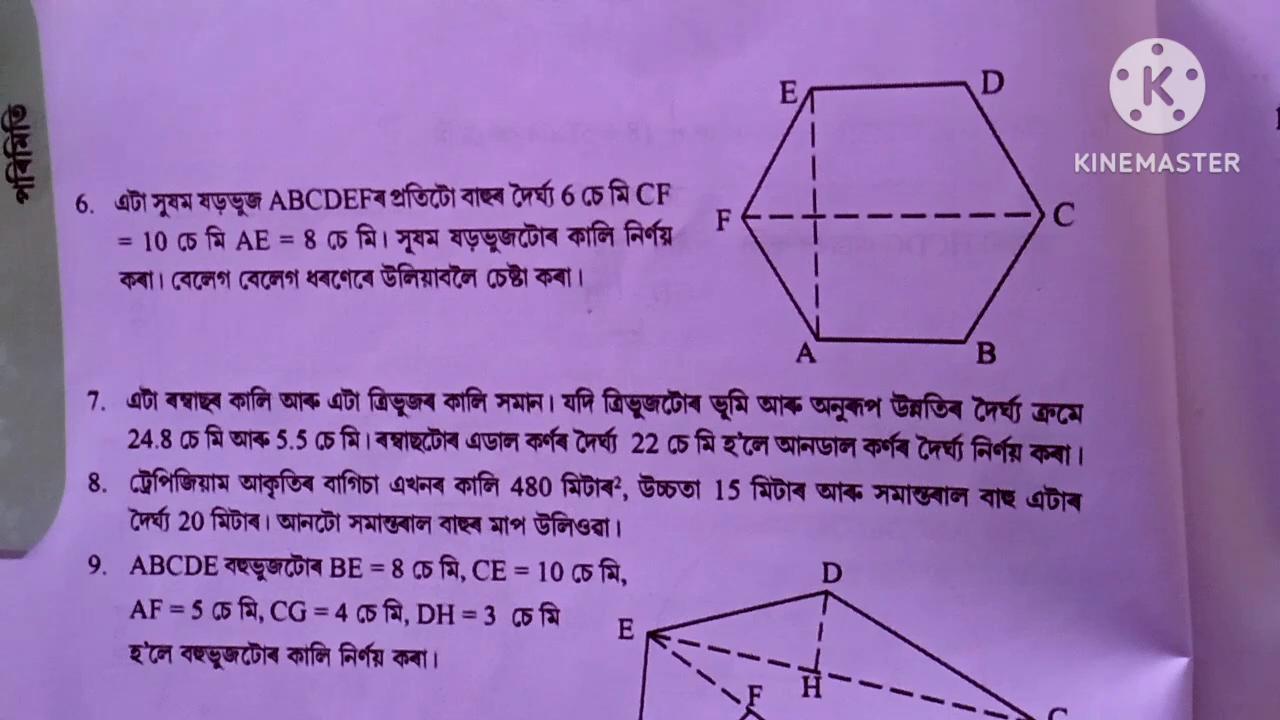 পৰিমিতি
E
D
K
KINEMASTER
6. এটা সুষম ষড়ভূজ ABCDEFৰ প্ৰতিটো বাহুৰ দৈৰ্ঘ্য 6 চে মি CF
F
C
= 10 চে মি AE = 8 চে মি। সুষম ষড়ভূজটোৰ কালি নিৰ্ণয়
কৰা। বেলেগ বেলেগ ধৰণেৰে উলিয়াবলৈ চেষ্টা কৰা।
A
B
7. এটা ৰম্বাছৰ কালি আৰু এটা ত্ৰিভূজৰ কালি সমান। যদি ত্ৰিভূজটোৰ ভূমি আৰু অনুৰূপ উন্নতিৰ দৈৰ্ঘ্য ক্ৰমে
24.8 চে মি আৰু 5.5 চে মি। ৰম্বাছটোৰ এডাল কৰ্ণৰ দৈৰ্ঘ্য 22 চে মি হ'লে আনডাল কৰ্ণৰ দৈৰ্ঘ্য নিৰ্ণয় কৰা।
8. ট্ৰেপিজিয়াম আকৃতিৰ বাগিচা এখনৰ কালি 480 মিটাৰ², উচ্চতা 15 মিটাৰ আৰু সমান্তৰাল বাহু এটাৰ
দৈৰ্ঘ্য 20 মিটাৰ। আনটো সমান্তৰাল বাহুৰ মাপ উলিওৱা।
9. ABCDE বহুভূজটোৰ BE = 8 চে মি, CE = 10 চে মি,
D
AF = 5 চে মি, CG = 4 চে মি, DH = 3 চে মি
E
হ'লে বহুভূজটোৰ কালি নিৰ্ণয় কৰা।
H
F
C